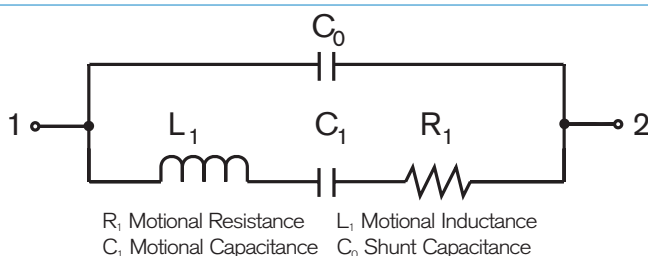 C₀
1 L₁ C₁ R₁ 2
R₁ Motional Resistance L₁ Motional Inductance
C₁ Motional Capacitance C₀ Shunt Capacitance